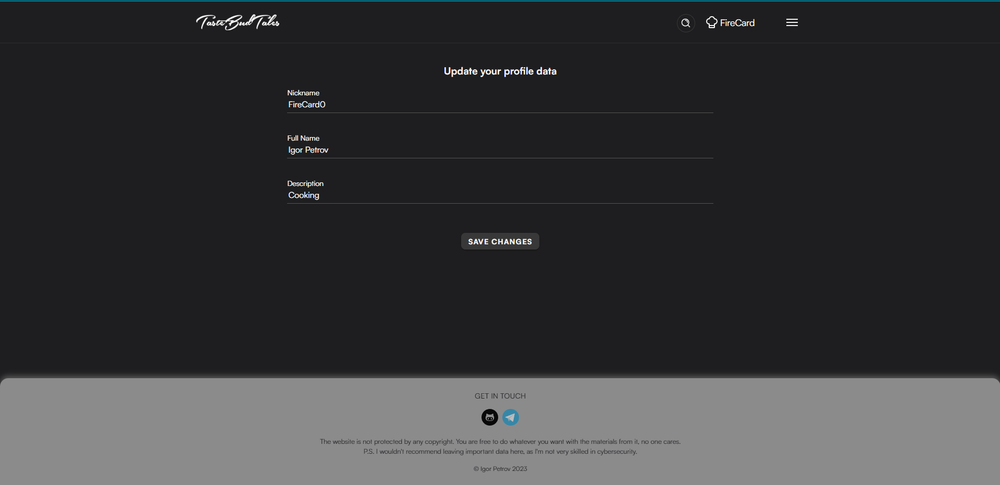 TasteBudTales
FireCard
Update your profile data
Nickname
FireCard0
Full Name
Igor Petrov
Description
Cooking
SAVE CHANGES
GET IN TOUCH
The website is not protected by any copyright. You are free to do whatever you want with the materials from it, no one cares.
P.S. I wouldn't recommend leaving important data here, as I'm not very skilled in cybersecurity.
© Igor Petrov 2023